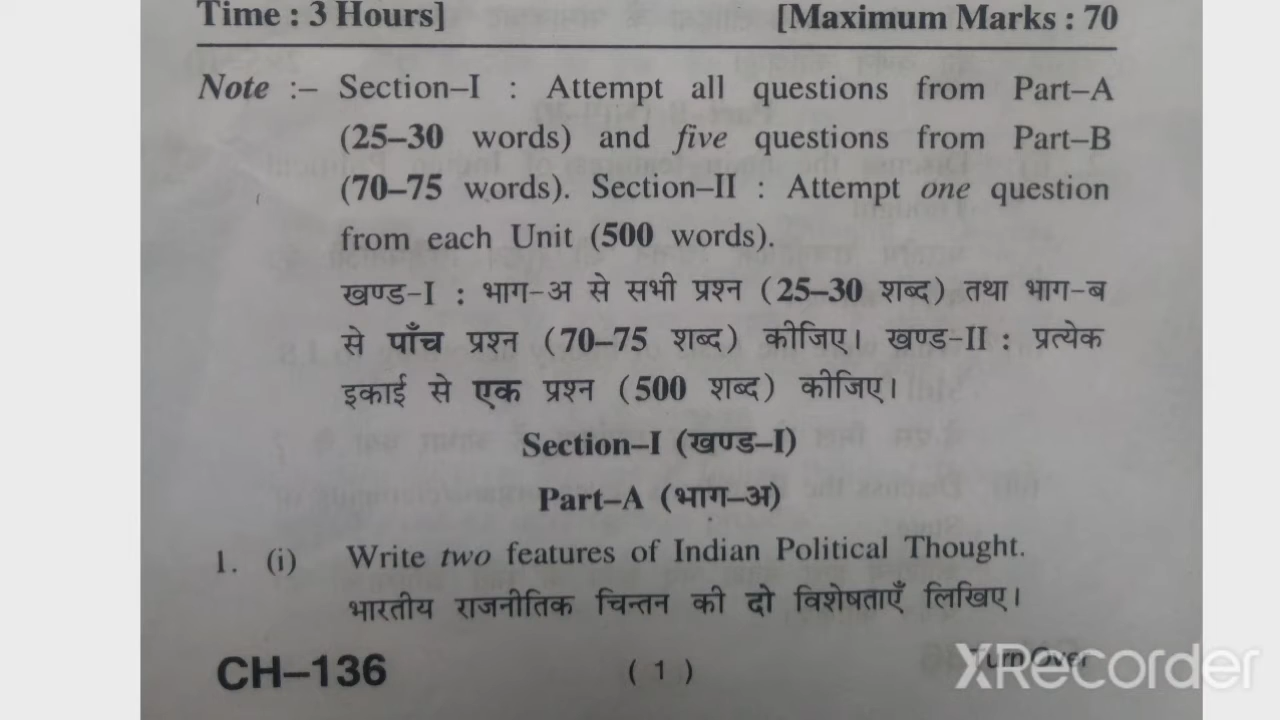 Time : 3 Hours] [Maximum Marks : 70
Note :– Section–I : Attempt all questions from Part–A
(25–30 words) and five questions from Part–B
(70–75 words). Section–II : Attempt one question
from each Unit (500 words).
खण्ड-I : भाग-अ से सभी प्रश्न (25–30 शब्द) तथा भाग-ब
से पाँच प्रश्न (70–75 शब्द) कीजिए। खण्ड-II : प्रत्येक
इकाई से एक प्रश्न (500 शब्द) कीजिए।
Section–I (खण्ड–I)
Part–A (भाग–अ)
1. (i) Write two features of Indian Political Thought.
भारतीय राजनीतिक चिन्तन की दो विशेषताएँ लिखिए।
CH–136 ( 1 ) Turn Over
XRecorder